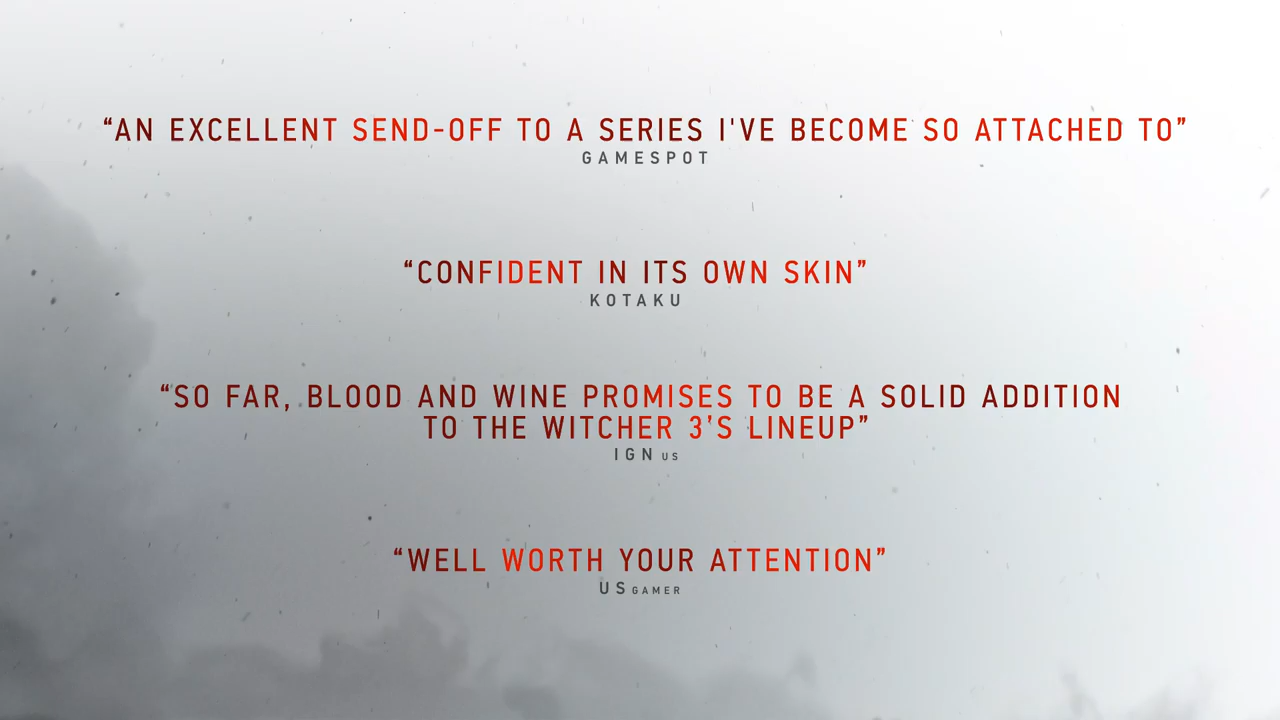 “AN EXCELLENT SEND-OFF TO A SERIES I'VE BECOME SO ATTACHED TO”
GAMESPOT
“CONFIDENT IN ITS OWN SKIN”
KOTAKU
“SO FAR, BLOOD AND WINE PROMISES TO BE A SOLID ADDITION
TO THE WITCHER 3’S LINEUP”
IGN US
“WELL WORTH YOUR ATTENTION”
USGAMER